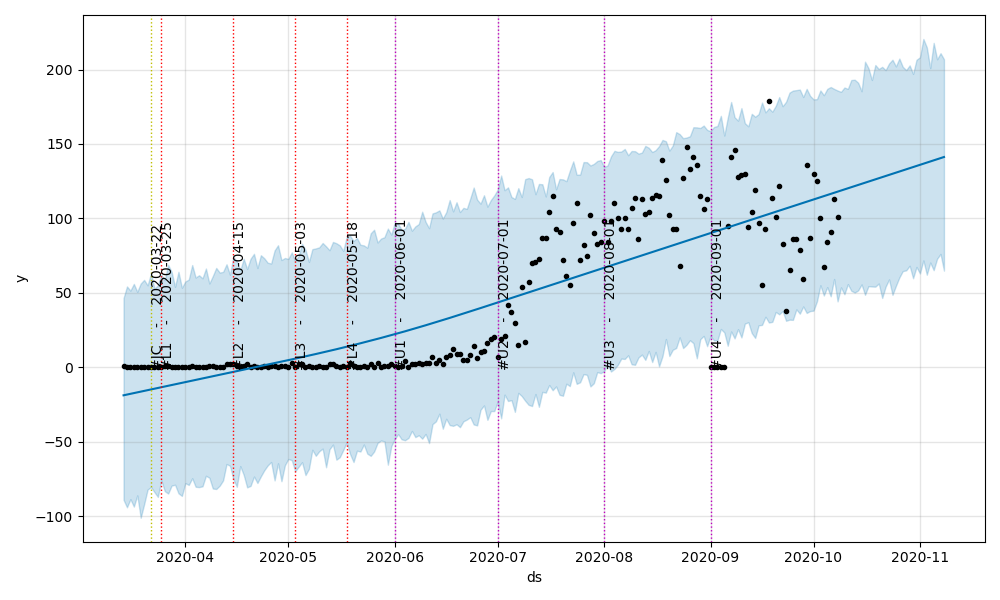 y
200
150
100
50
0
−50
−100
#JC - 2020-03-22
#L1 - 2020-03-25
#L2 - 2020-04-15
#L3 - 2020-05-03
#L4 - 2020-05-18
#U1 - 2020-06-01
#U2 - 2020-07-01
#U3 - 2020-08-01
#U4 - 2020-09-01
2020-04
2020-05
2020-06
2020-07
2020-08
2020-09
2020-10
2020-11
ds